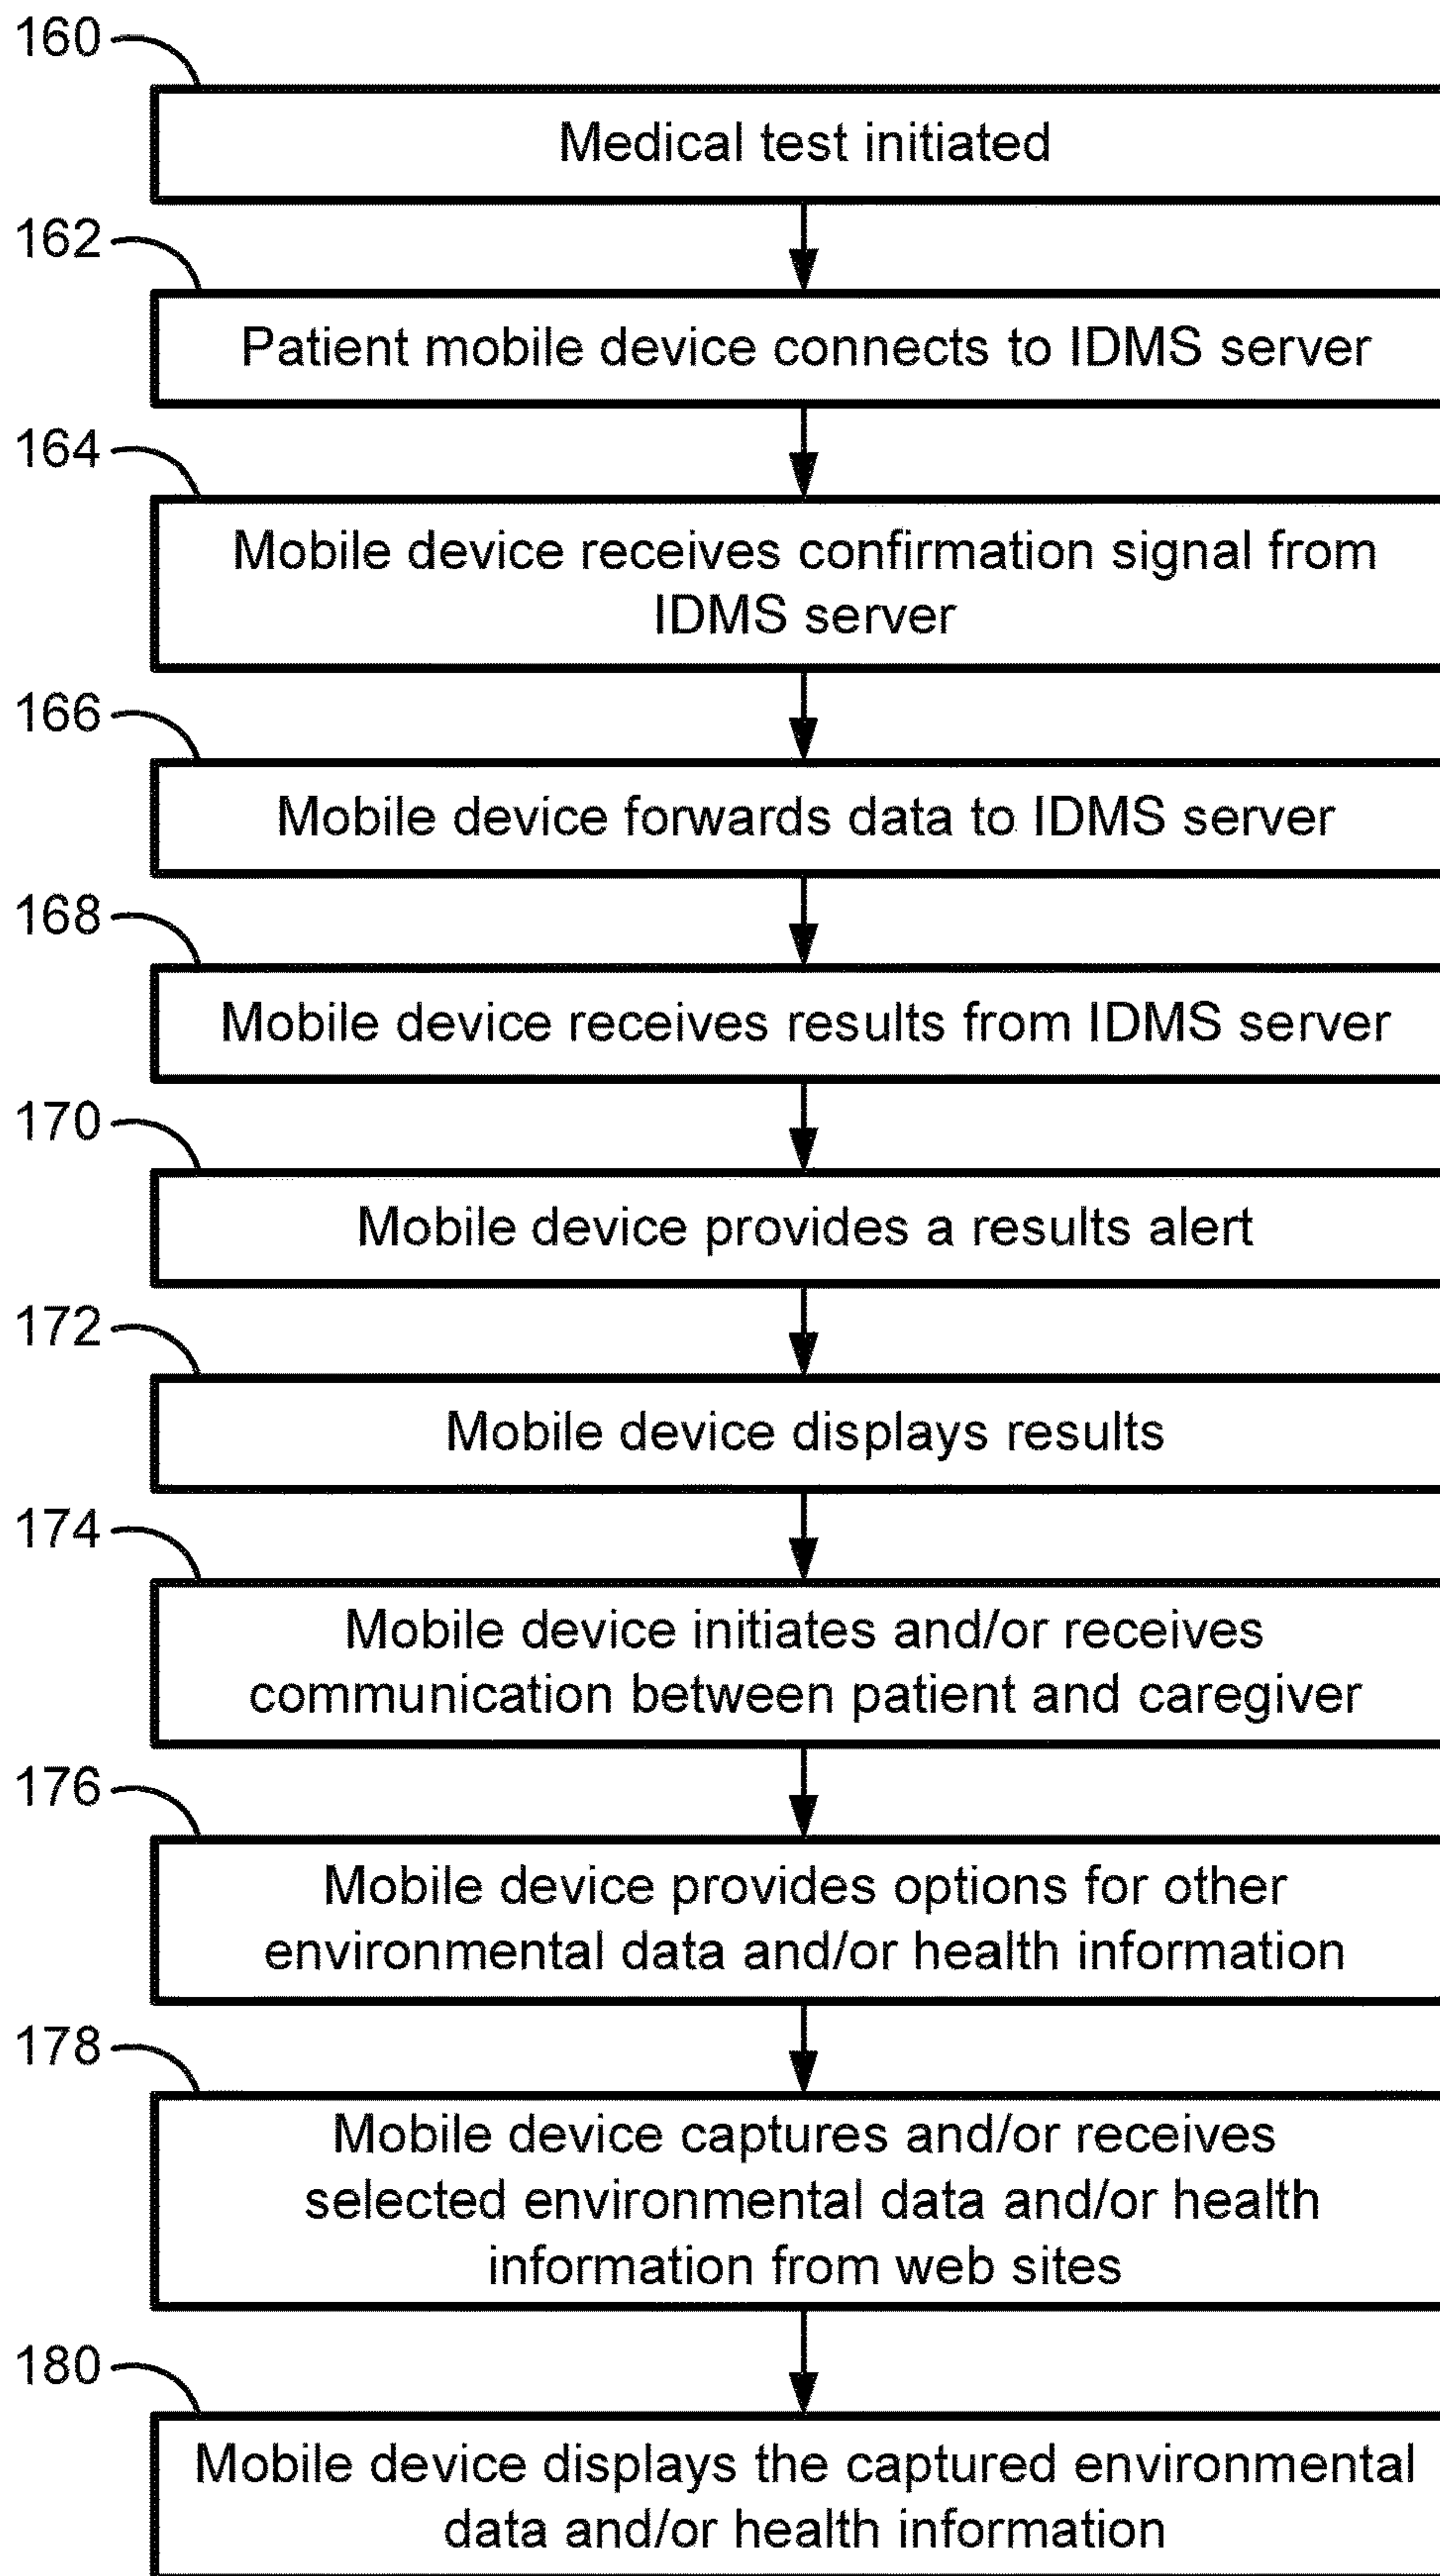 160
Medical test initiated
162
Patient mobile device connects to IDMS server
164
Mobile device receives confirmation signal from
IDMS server
166
Mobile device forwards data to IDMS server
168
Mobile device receives results from IDMS server
170
Mobile device provides a results alert
172
Mobile device displays results
174
Mobile device initiates and/or receives
communication between patient and caregiver
176
Mobile device provides options for other
environmental data and/or health information
178
Mobile device captures and/or receives
selected environmental data and/or health
information from web sites
180
Mobile device displays the captured environmental
data and/or health information